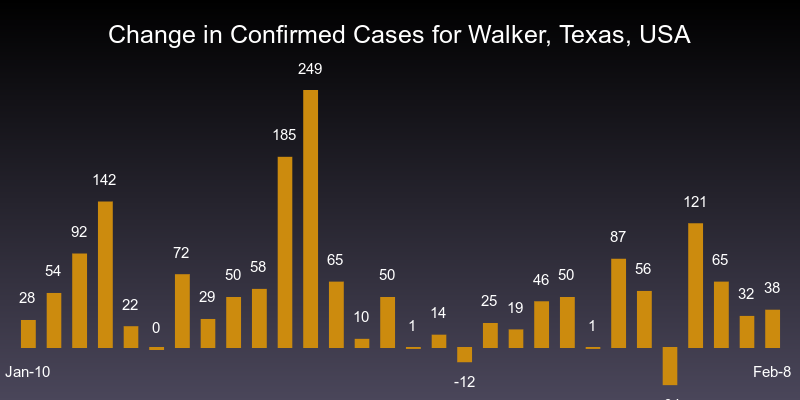 Change in Confirmed Cases for Walker, Texas, USA
28 54 92 142 22 0 72 29 50 58 185 249 65 10 50 1 14 -12 25 19 46 50 1 87 56 121 65 32 38
Jan-10 Feb-8